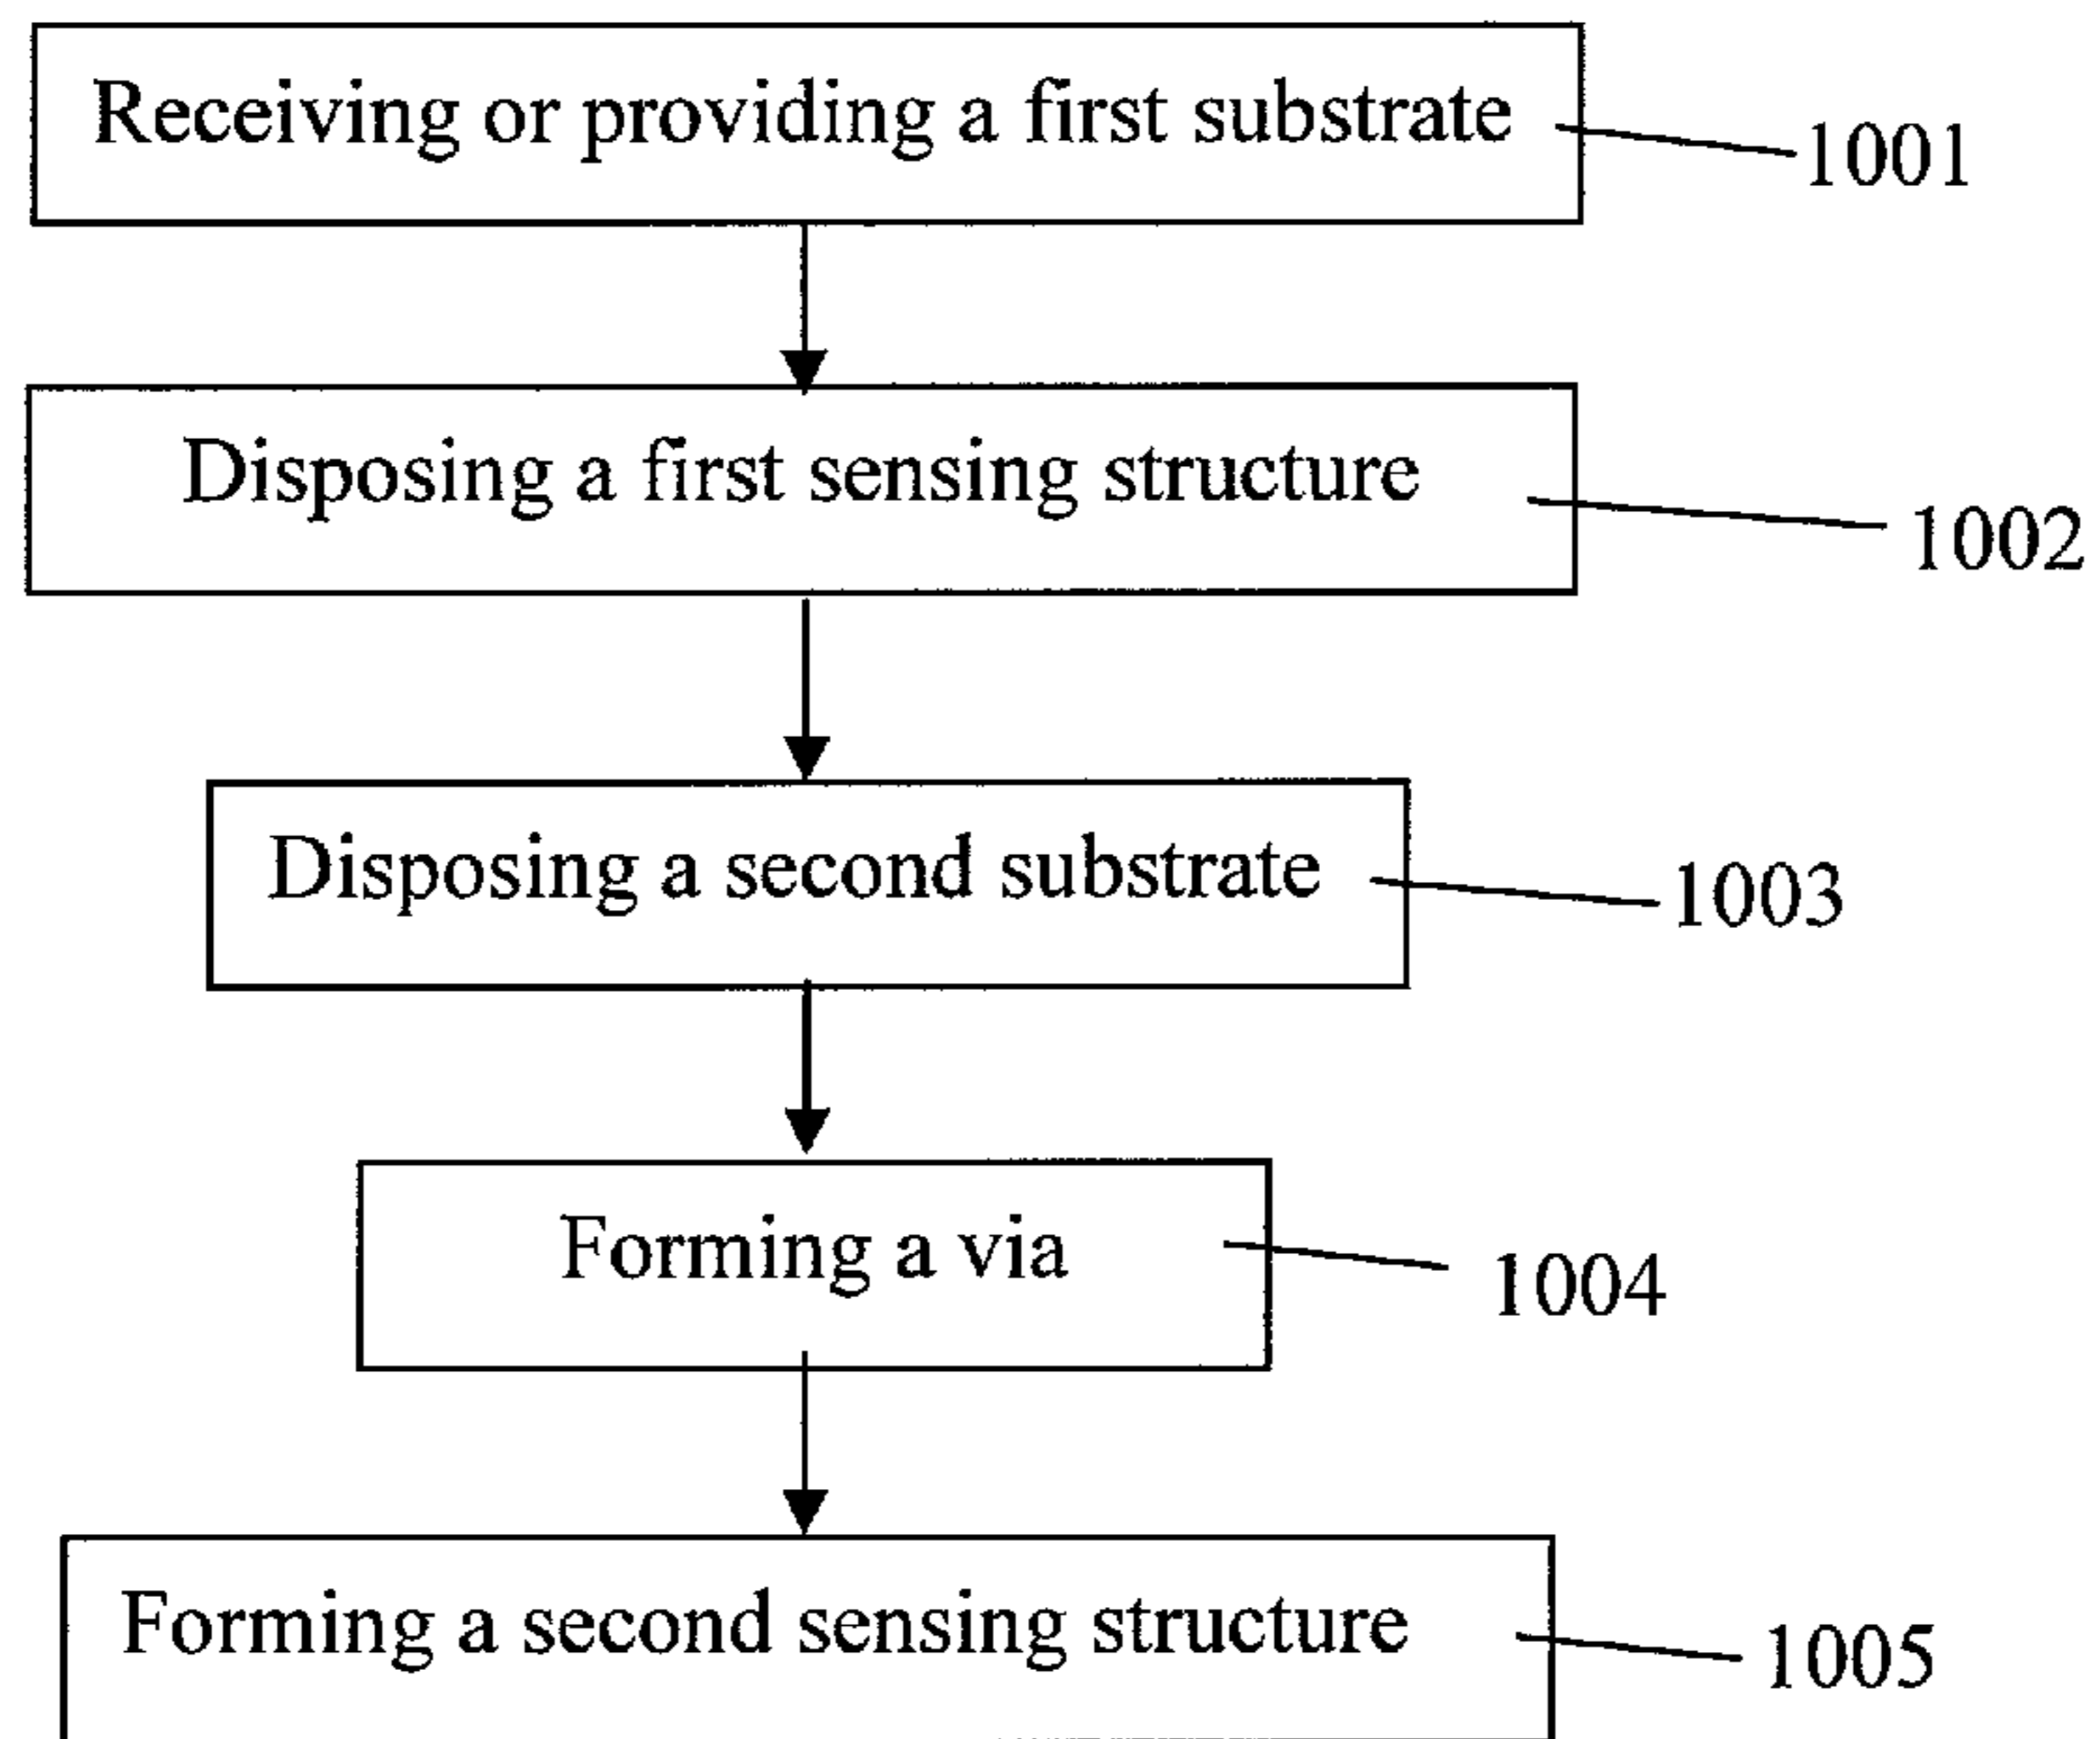 Receiving or providing a first substrate
1001
Disposing a first sensing structure
1002
Disposing a second substrate
1003
Forming a via
1004
Forming a second sensing structure
1005